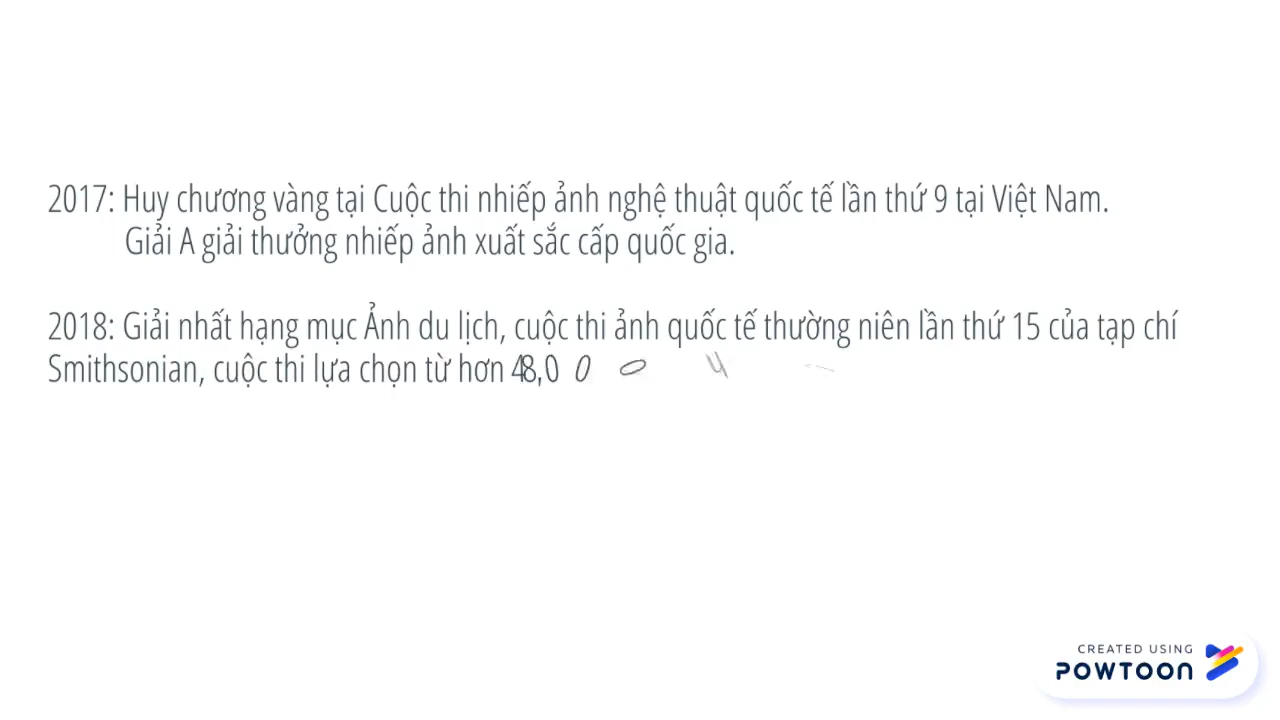 2017: Huy chương vàng tại Cuộc thi nhiếp ảnh nghệ thuật quốc tế lần thứ 9 tại Việt Nam.
Giải A giải thưởng nhiếp ảnh xuất sắc cấp quốc gia.
2018: Giải nhất hạng mục Ảnh du lịch, cuộc thi ảnh quốc tế thường niên lần thứ 15 của tạp chí
Smithsonian, cuộc thi lựa chọn từ hơn 48,000
CREATED USING
POWTOON